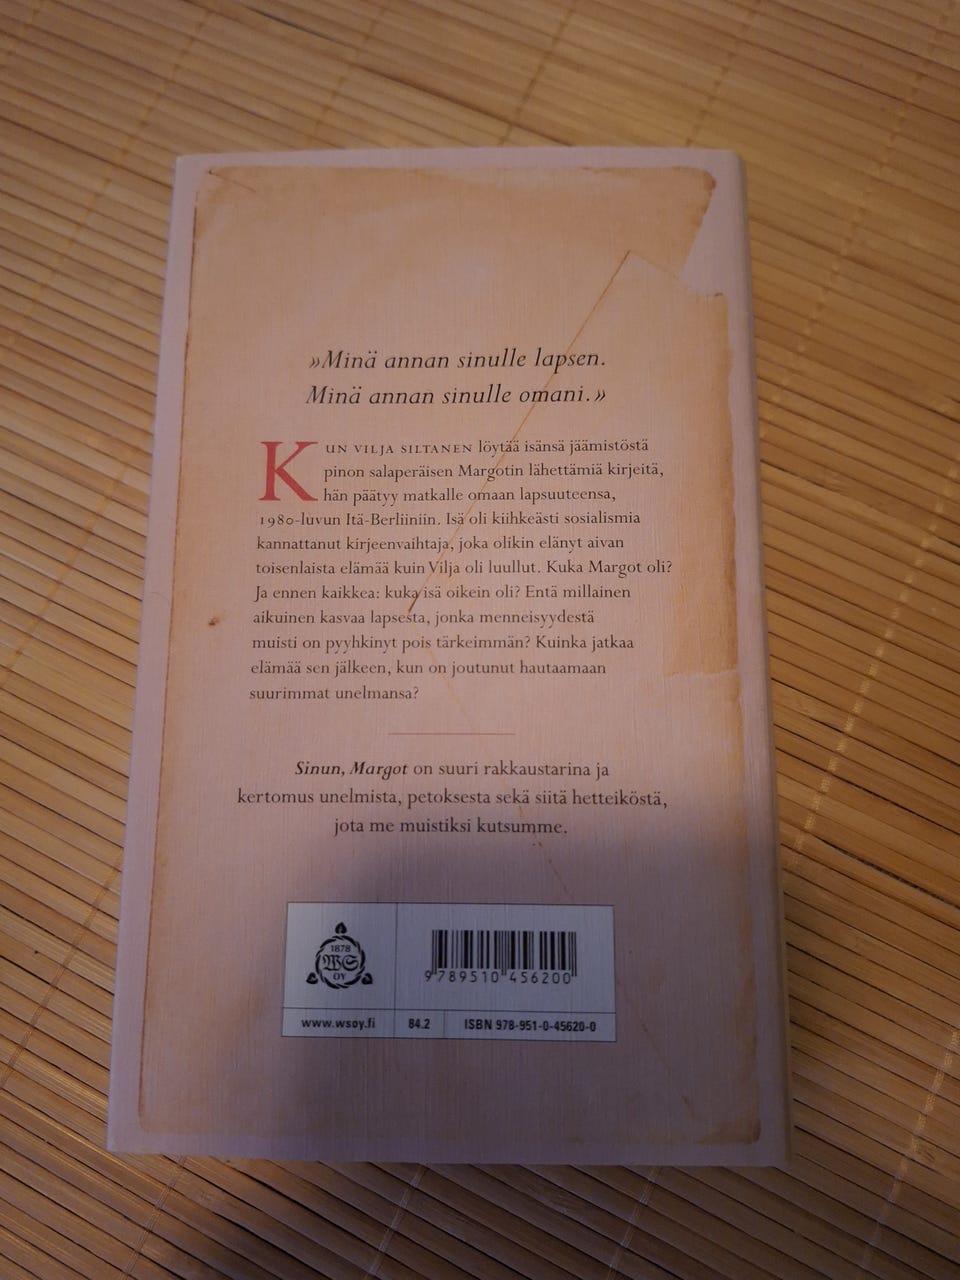 »Minä annan sinulle lapsen.
Minä annan sinulle omani.»
KUN VILJA SILTANEN löytää isänsä jäämistöstä
pinon salaperäisen Margotin lähettämiä kirjeitä,
hän päätyy matkalle omaan lapsuuteensa,
1980-luvun Itä-Berliiniin. Isä oli kiihkeästi sosialismia
kannattanut kirjeenvaihtaja, joka olikin elänyt aivan
toisenlaista elämää kuin Vilja oli luullut. Kuka Margot oli?
Ja ennen kaikkea: kuka isä oikein oli? Entä millainen
aikuinen kasvaa lapsesta, jonka menneisyydestä
muisti on pyyhkinyt pois tärkeimmän? Kuinka jatkaa
elämää sen jälkeen, kun on joutunut hautaamaan
suurimmat unelmansa?
Sinun, Margot on suuri rakkaustarina ja
kertomus unelmista, petoksesta sekä siitä hetteiköstä,
jota me muistiksi kutsumme.
1878
WS
OY
9 789510 456200
www.wsoy.fi 84.2 ISBN 978-951-0-45620-0